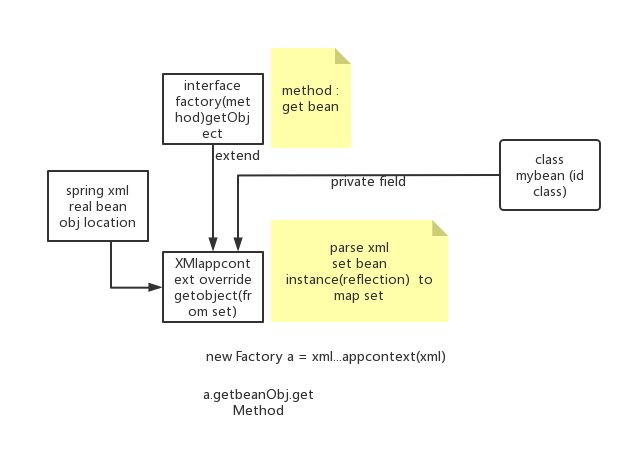 interface
factory(met
hod)getObj
ect
method :
get bean
extend
class
mybean (id
class)
private field
spring xml
real bean
obj location
XMlappcont
ext override
getobject(fr
om set)
parse xml
set bean
instance(reflection) to
map set
new Factory a = xml...appcontext(xml)
a.getbeanObj.get
Method